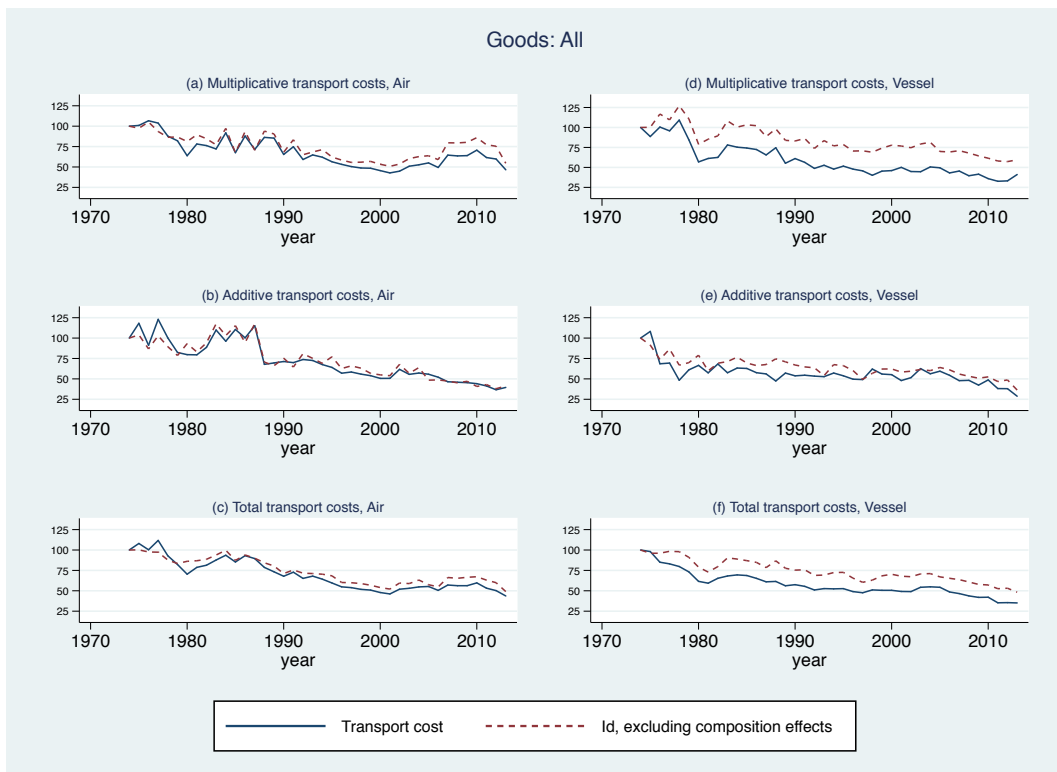 Goods: All
(a) Multiplicative transport costs, Air
125
100
75
50
25
1970 1980 1990 2000 2010
year
(d) Multiplicative transport costs, Vessel
125
100
75
50
25
1970 1980 1990 2000 2010
year
(b) Additive transport costs, Air
125
100
75
50
25
1970 1980 1990 2000 2010
year
(e) Additive transport costs, Vessel
125
100
75
50
25
1970 1980 1990 2000 2010
year
(c) Total transport costs, Air
125
100
75
50
25
1970 1980 1990 2000 2010
year
(f) Total transport costs, Vessel
125
100
75
50
25
1970 1980 1990 2000 2010
year
Transport cost
Id, excluding composition effects